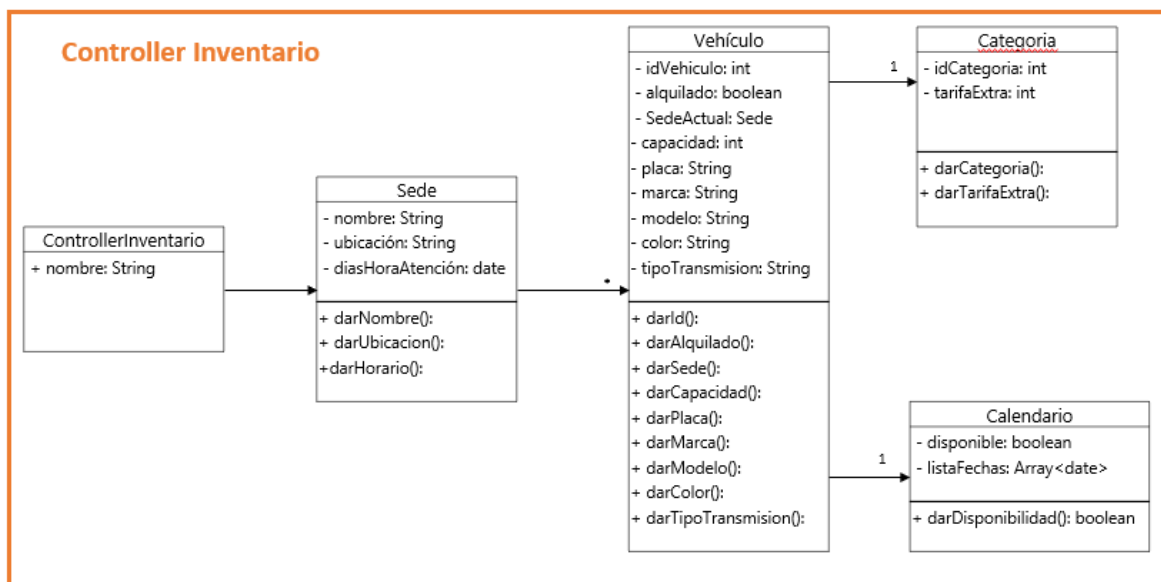 Controller Inventario
ControllerInventario
+ nombre: String
Sede
- nombre: String
- ubicación: String
- diasHoraAtención: date
+ darNombre():
+ darUbicacion():
+darHorario():
*
Vehículo
- idVehiculo: int
- alquilado: boolean
- SedeActual: Sede
- capacidad: int
- placa: String
- marca: String
- modelo: String
- color: String
- tipoTransmision: String
+ darId():
+ darAlquilado():
+ darSede():
+ darCapacidad():
+ darPlaca():
+ darMarca():
+ darModelo():
+ darColor():
+ darTipoTransmision():
1
Categoria
- idCategoria: int
- tarifaExtra: int
+ darCategoria():
+ darTarifaExtra():
1
Calendario
- disponible: boolean
- listaFechas: Array<date>
+ darDisponibilidad(): boolean